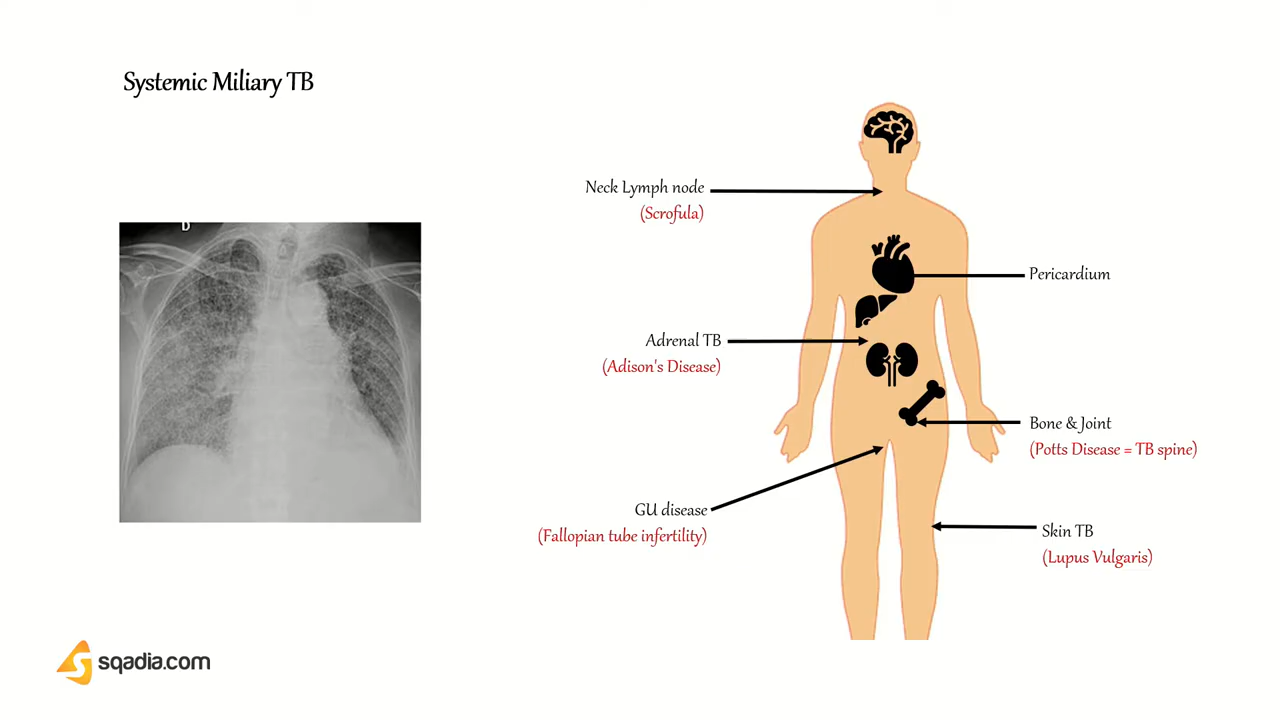 Systemic Miliary TB
D
Neck Lymph node
(Scrofula)
Pericardium
Adrenal TB
(Adison's Disease)
Bone & Joint
(Potts Disease = TB spine)
GU disease
(Fallopian tube infertility)
Skin TB
(Lupus Vulgaris)
sqadia.com